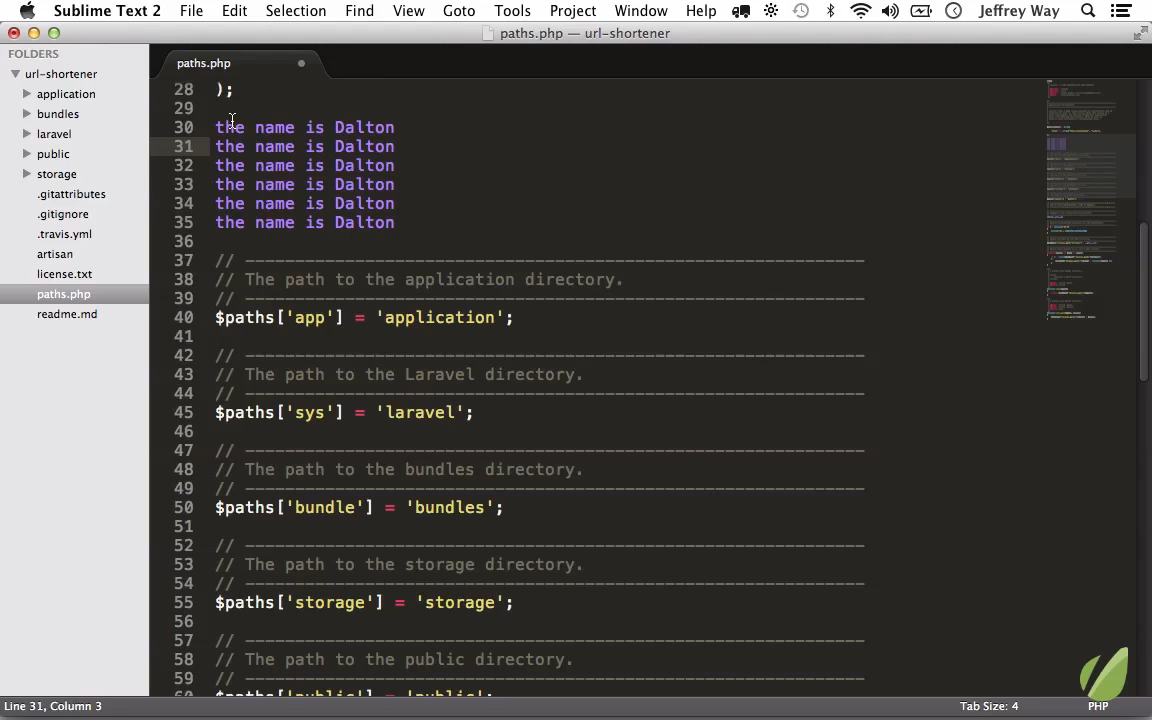 Sublime Text 2 File Edit Selection Find View Goto Tools Project Window Help Jeffrey Way
paths.php — url-shortener
FOLDERS
url-shortener
application
bundles
laravel
public
storage
.gitattributes
.gitignore
.travis.yml
artisan
license.txt
paths.php
readme.md
paths.php
28 );
29
30 the name is Dalton
31 the name is Dalton
32 the name is Dalton
33 the name is Dalton
34 the name is Dalton
35 the name is Dalton
36
37 // --------------------------------------------------------------
38 // The path to the application directory.
39 // --------------------------------------------------------------
40 $paths['app'] = 'application';
41
42 // --------------------------------------------------------------
43 // The path to the Laravel directory.
44 // --------------------------------------------------------------
45 $paths['sys'] = 'laravel';
46
47 // --------------------------------------------------------------
48 // The path to the bundles directory.
49 // --------------------------------------------------------------
50 $paths['bundle'] = 'bundles';
51
52 // --------------------------------------------------------------
53 // The path to the storage directory.
54 // --------------------------------------------------------------
55 $paths['storage'] = 'storage';
56
57 // --------------------------------------------------------------
58 // The path to the public directory.
59 // --------------------------------------------------------------
60 $paths['public'] = 'public';
Line 31, Column 3 Tab Size: 4 PHP